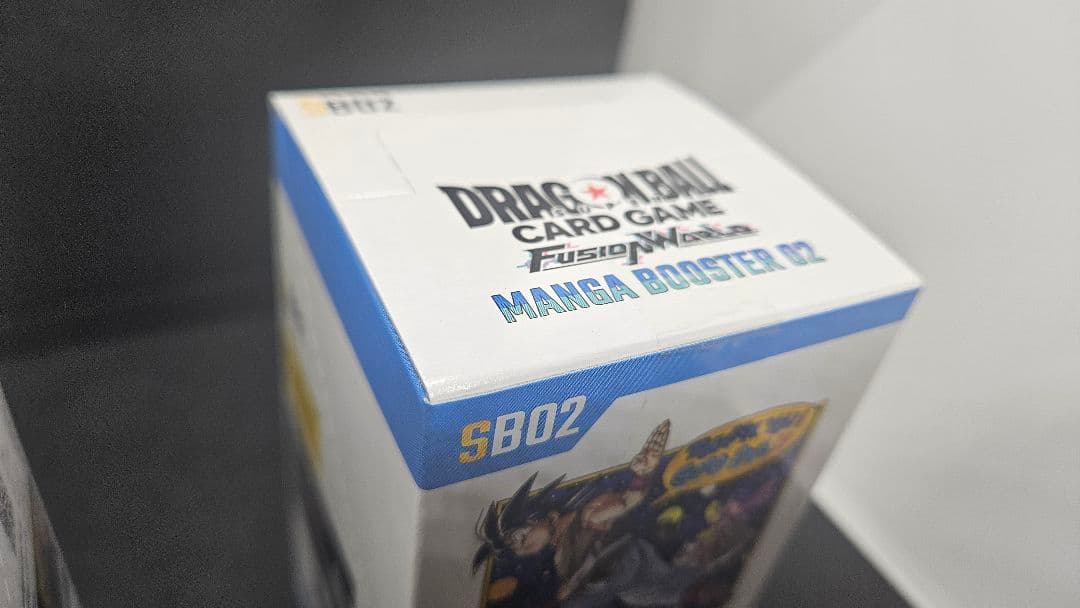 SB02
DRAGON BALL
SUPER
CARD GAME
FUSION WORLD
MANGA BOOSTER 02
SB02